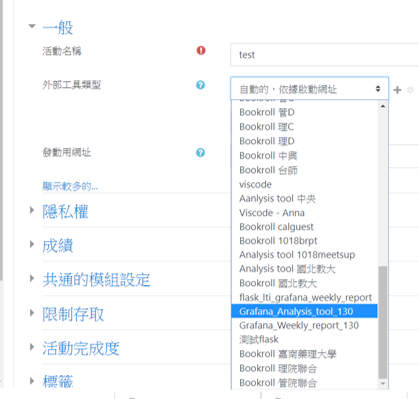 一般
活動名稱
test
外部工具類型
自動的，依據啟動網址
Bookroll 管D
Bookroll 理C
Bookroll 理D
Bookroll 中興
Bookroll 台師
viscode
Aanlysis tool 中央
Viscode - Anna
Bookroll calguest
Bookroll 1018brpt
Analysis tool 1018meetup
Analysis tool 國北教大
Bookroll 國北教大
flask_lti_grafana_weekly_report
Grafana_Analysis_tool_130
Grafana_Weekly_report_130
測試flask
Bookroll 嘉南藥理大學
Bookroll 理院聯合
Bookroll 管院聯合
發動用網址
顯示較多的...
隱私權
成績
共通的模組設定
限制存取
活動完成度
標籤